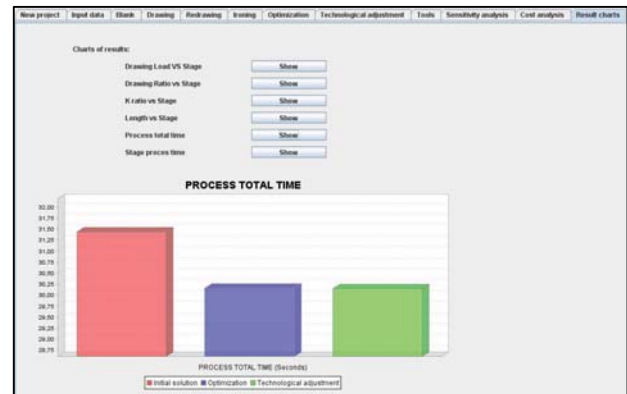 New project Input data Blank Drawing Redrawing Ironing Optimization Technological adjustment Tools Sensitivity analysis Cost analysis Result charts
Charts of results:
Drawing Load VS Stage Show
Drawing Ratio vs Stage Show
K ratio vs Stage Show
Length vs Stage Show
Process total time Show
Stage proces time Show
PROCESS TOTAL TIME
32,00
31,75
31,50
31,25
31,00
30,75
30,50
30,25
30,00
29,75
29,50
29,25
29,00
28,75
PROCESS TOTAL TIME (Seconds)
Initial solution Optimization Technological adjustment